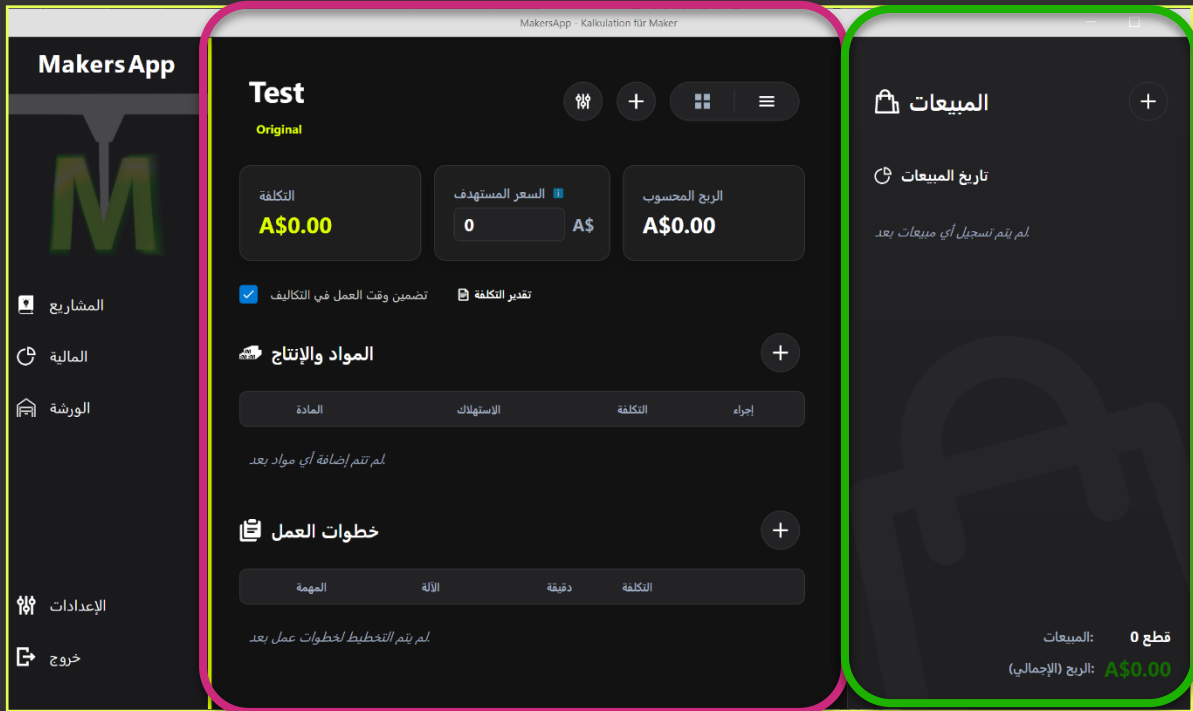 MakersApp - Kalkulation für Maker
MakersApp
M
المشاريع
المالية
الورشة
الإعدادات
خروج
Test
Original
التكلفة
A$0.00
السعر المستهدف
0 A$
الربح المحسوب
A$0.00
تضمين وقت العمل في التكاليف
تقدير التكلفة
المواد والإنتاج
المادة الاستهلاك التكلفة إجراء
لم تتم إضافة أي مواد بعد.
خطوات العمل
المهمة الآلة دقيقة التكلفة
لم يتم التخطيط لخطوات عمل بعد.
المبيعات
تاريخ المبيعات
لم يتم تسجيل أي مبيعات بعد.
المبيعات: 0 قطع
الربح (الإجمالي): A$0.00